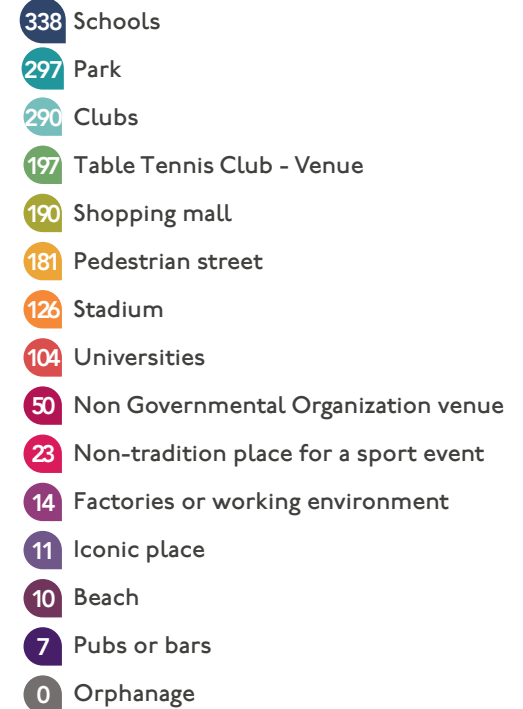 338 Schools
297 Park
290 Clubs
197 Table Tennis Club - Venue
190 Shopping mall
181 Pedestrian street
126 Stadium
104 Universities
50 Non Governmental Organization venue
23 Non-tradition place for a sport event
14 Factories or working environment
11 Iconic place
10 Beach
7 Pubs or bars
0 Orphanage